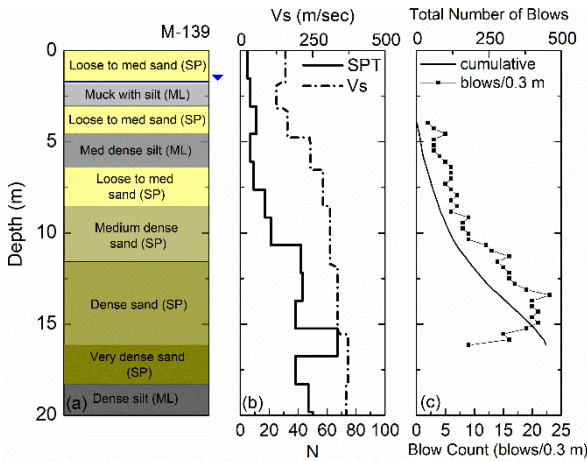 M-139
Vs (m/sec)
Total Number of Blows
0 250 500
0 150 300 450
0
5
10
15
20
Depth (m)
Loose to med sand (SP)
Muck with silt (ML)
Loose to med sand (SP)
Med dense silt (ML)
Loose to med
sand (SP)
Medium dense
sand (SP)
Dense sand (SP)
Very dense sand
(SP)
Dense silt (ML)
(a)
SPT
Vs
(b)
0 20 40 60 80 100
N
cumulative
blows/0.3 m
(c)
0 5 10 15 20 25
Blow Count (blows/0.3 m)